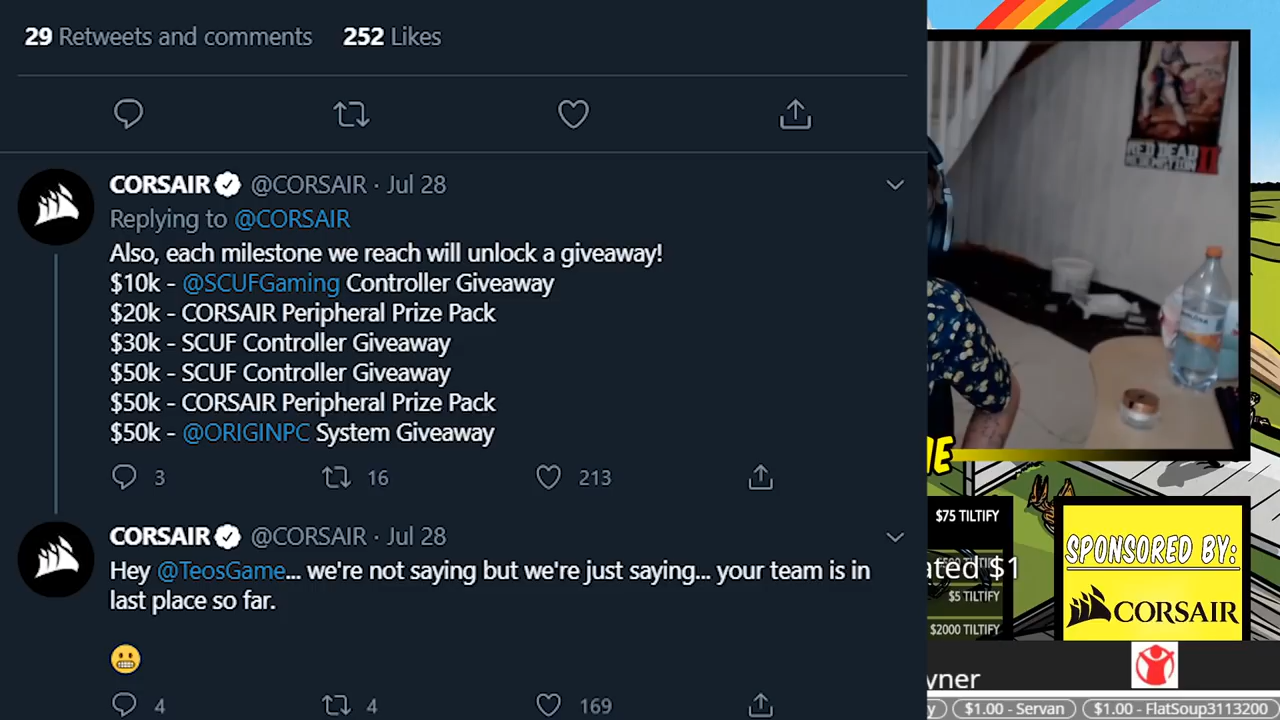 29 Retweets and comments 252 Likes
CORSAIR @CORSAIR · Jul 28
Replying to @CORSAIR
Also, each milestone we reach will unlock a giveaway!
$10k - @SCUFGaming Controller Giveaway
$20k - CORSAIR Peripheral Prize Pack
$30k - SCUF Controller Giveaway
$50k - SCUF Controller Giveaway
$50k - CORSAIR Peripheral Prize Pack
$50k - @ORIGINPC System Giveaway
3 16 213
CORSAIR @CORSAIR · Jul 28
Hey @TeosGame... we're not saying but we're just saying... your team is in
last place so far.
😬
4 4 169
RED DEAD
REDEMPTION II
$75 TILTIFY
ated $1
$5 TILTIFY
$2000 TILTIFY
SPONSORED BY:
CORSAIR
$1.00 - Servan
$1.00 - FlatSoup3113200